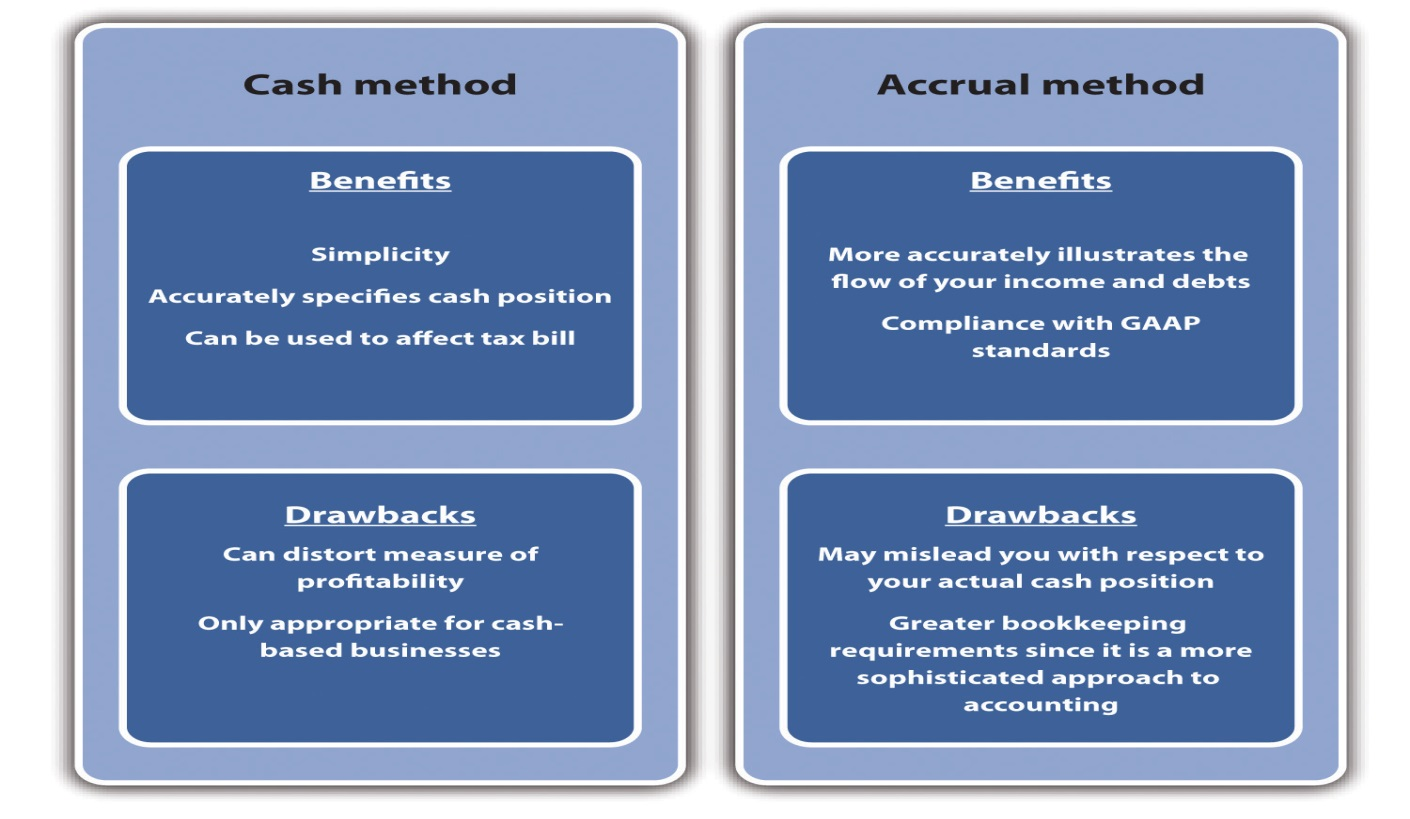 Cash method
Benefits
Simplicity
Accurately specifies cash position
Can be used to affect tax bill
Drawbacks
Can distort measure of
profitability
Only appropriate for cash-
based businesses
Accrual method
Benefits
More accurately illustrates the
flow of your income and debts
Compliance with GAAP
standards
Drawbacks
May mislead you with respect to
your actual cash position
Greater bookkeeping
requirements since it is a more
sophisticated approach to
accounting